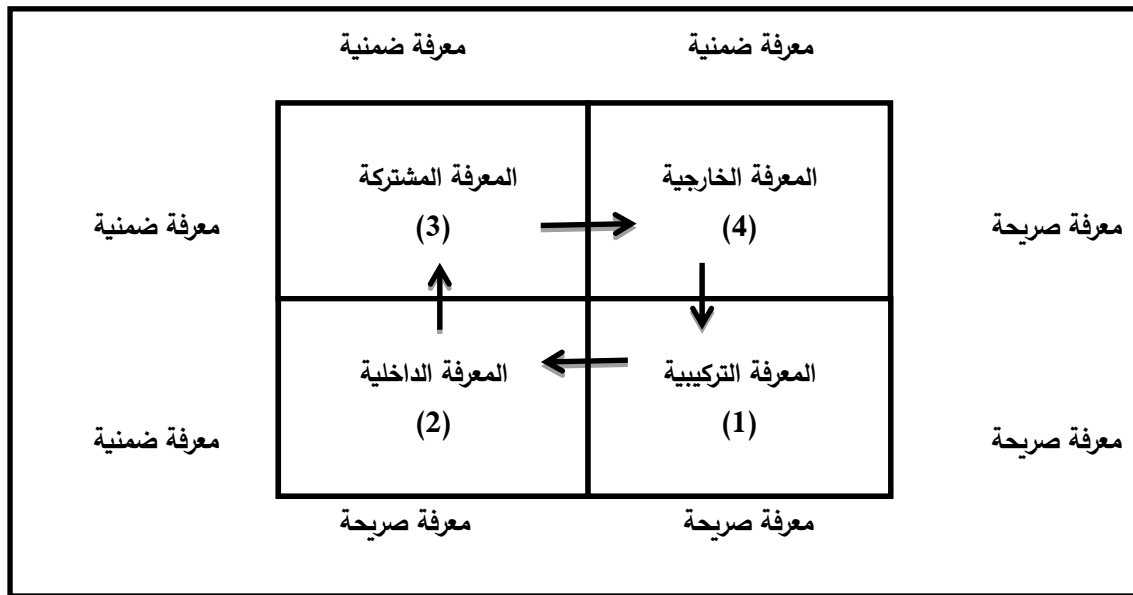 معرفة ضمنية
معرفة ضمنية
المعرفة الخارجية
(4)
المعرفة المشتركة
(3)
معرفة صريحة
معرفة ضمنية
المعرفة التركيبية
(1)
المعرفة الداخلية
(2)
معرفة صريحة
معرفة ضمنية
معرفة صريحة
معرفة صريحة